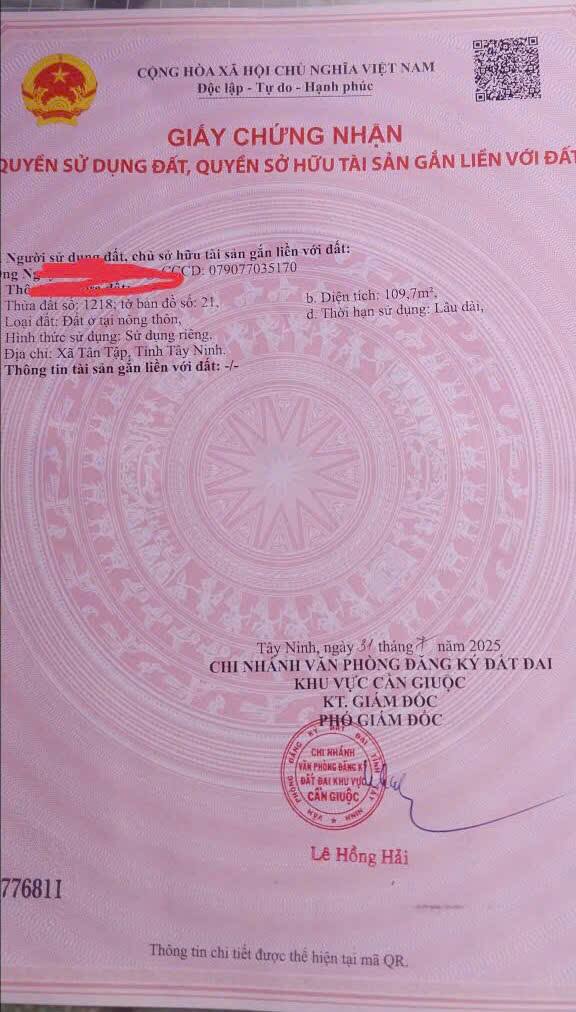 CỘNG HÒA XÃ HỘI CHỦ NGHĨA VIỆT NAM
Độc lập - Tự do - Hạnh phúc
GIẤY CHỨNG NHẬN
QUYỀN SỬ DỤNG ĐẤT, QUYỀN SỞ HỮU TÀI SẢN GẮN LIỀN VỚI ĐẤT
Người sử dụng đất, chủ sở hữu tài sản gắn liền với đất:
CCCD: 079077035170
Thửa đất số: 1218; tờ bản đồ số: 21,
b. Diện tích: 109,7m²,
Loại đất: Đất ở tại nông thôn,
d. Thời hạn sử dụng: Lâu dài,
Hình thức sử dụng: Sử dụng riêng.
Địa chỉ: Xã Tân Tập, Tỉnh Tây Ninh.
Thông tin tài sản gắn liền với đất: -/-
Tây Ninh, ngày 31 tháng 7 năm 2025
CHI NHÁNH VĂN PHÒNG ĐĂNG KÝ ĐẤT ĐAI
KHU VỰC CẦN GIUỘC
KT. GIÁM ĐỐC
PHÓ GIÁM ĐỐC
CHI NHÁNH
VĂN PHÒNG ĐĂNG KÝ
ĐẤT ĐAI KHU VỰC
CẦN GIUỘC
Lê Hồng Hải
776811
Thông tin chi tiết được thể hiện tại mã QR.